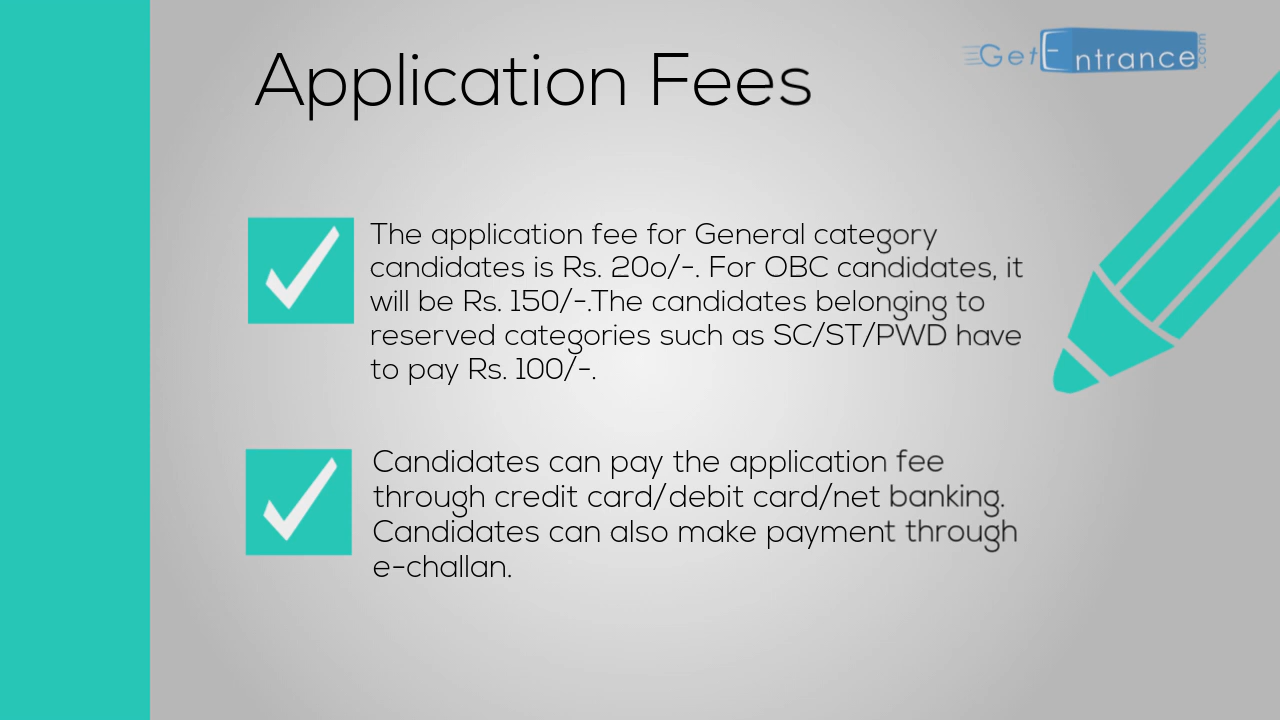 Application Fees
GetEntrance.com
The application fee for General category
candidates is Rs. 20o/-. For OBC candidates, it
will be Rs. 150/-.The candidates belonging to
reserved categories such as SC/ST/PWD have
to pay Rs. 100/-.
Candidates can pay the application fee
through credit card/debit card/net banking.
Candidates can also make payment through
e-challan.